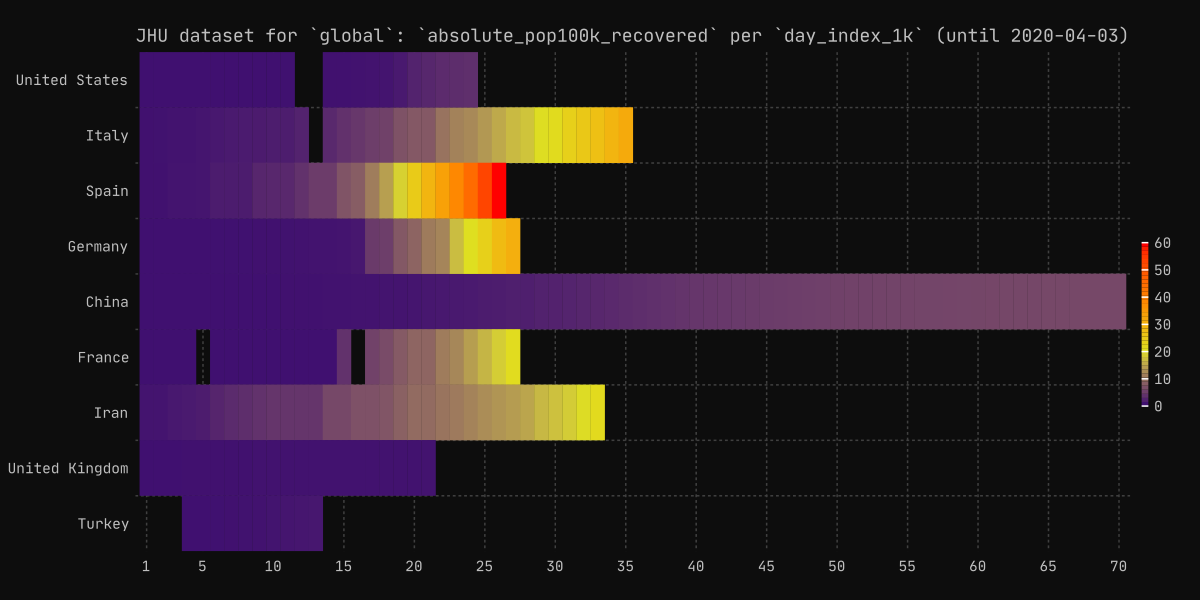 JHU dataset for `global`: `absolute_pop100k_recovered` per `day_index_1k` (until 2020-04-03)
United States
Italy
Spain
Germany
China
France
Iran
United Kingdom
Turkey
1 5 10 15 20 25 30 35 40 45 50 55 60 65 70
60
50
40
30
20
10
0